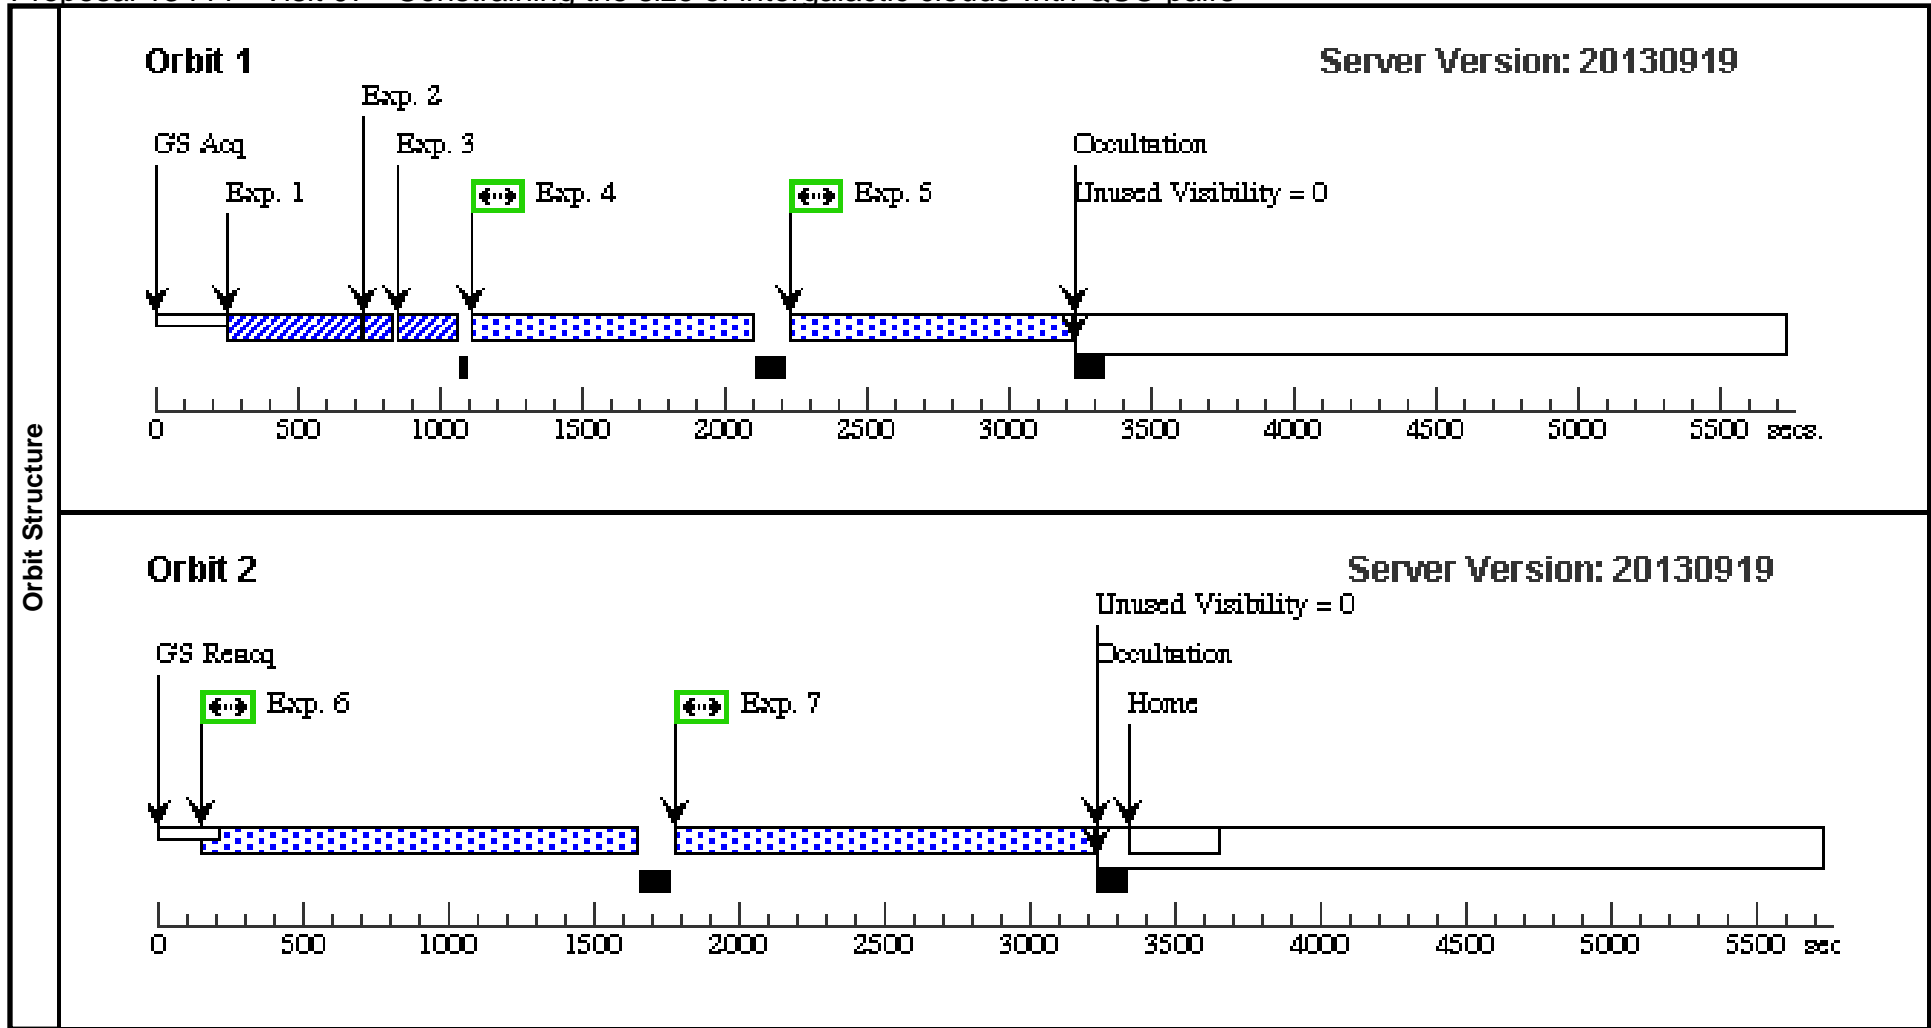 Orbit Structure
Orbit 1
Server Version: 20130919
Exp. 2
GS Acq
Exp. 3
Occultation
Exp. 1
Exp. 4
Exp. 5
Unused Visibility = 0
0 500 1000 1500 2000 2500 3000 3500 4000 4500 5000 5500 secs.
Orbit 2
Server Version: 20130919
Unused Visibility = 0
GS Reacq
Occultation
Exp. 6
Exp. 7
Home
0 500 1000 1500 2000 2500 3000 3500 4000 4500 5000 5500 sec